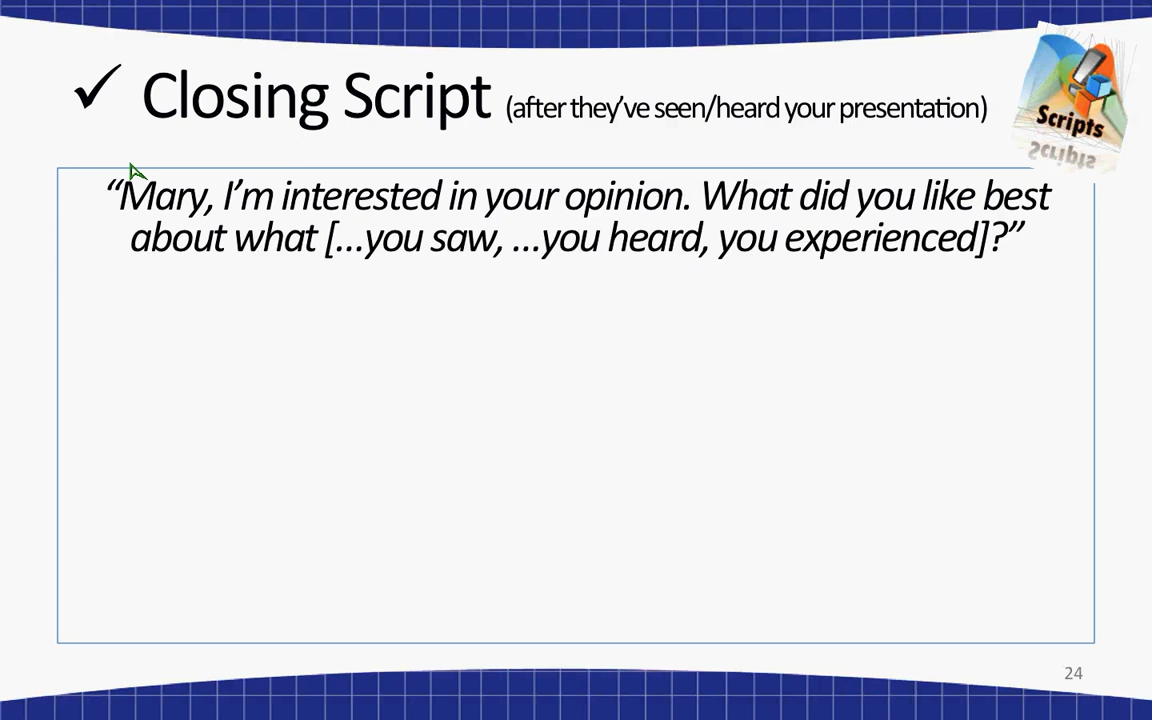 ✓ Closing Script (after they’ve seen/heard your presentation)
Scripts
“Mary, I’m interested in your opinion. What did you like best
about what [...you saw, ...you heard, you experienced]?”
24